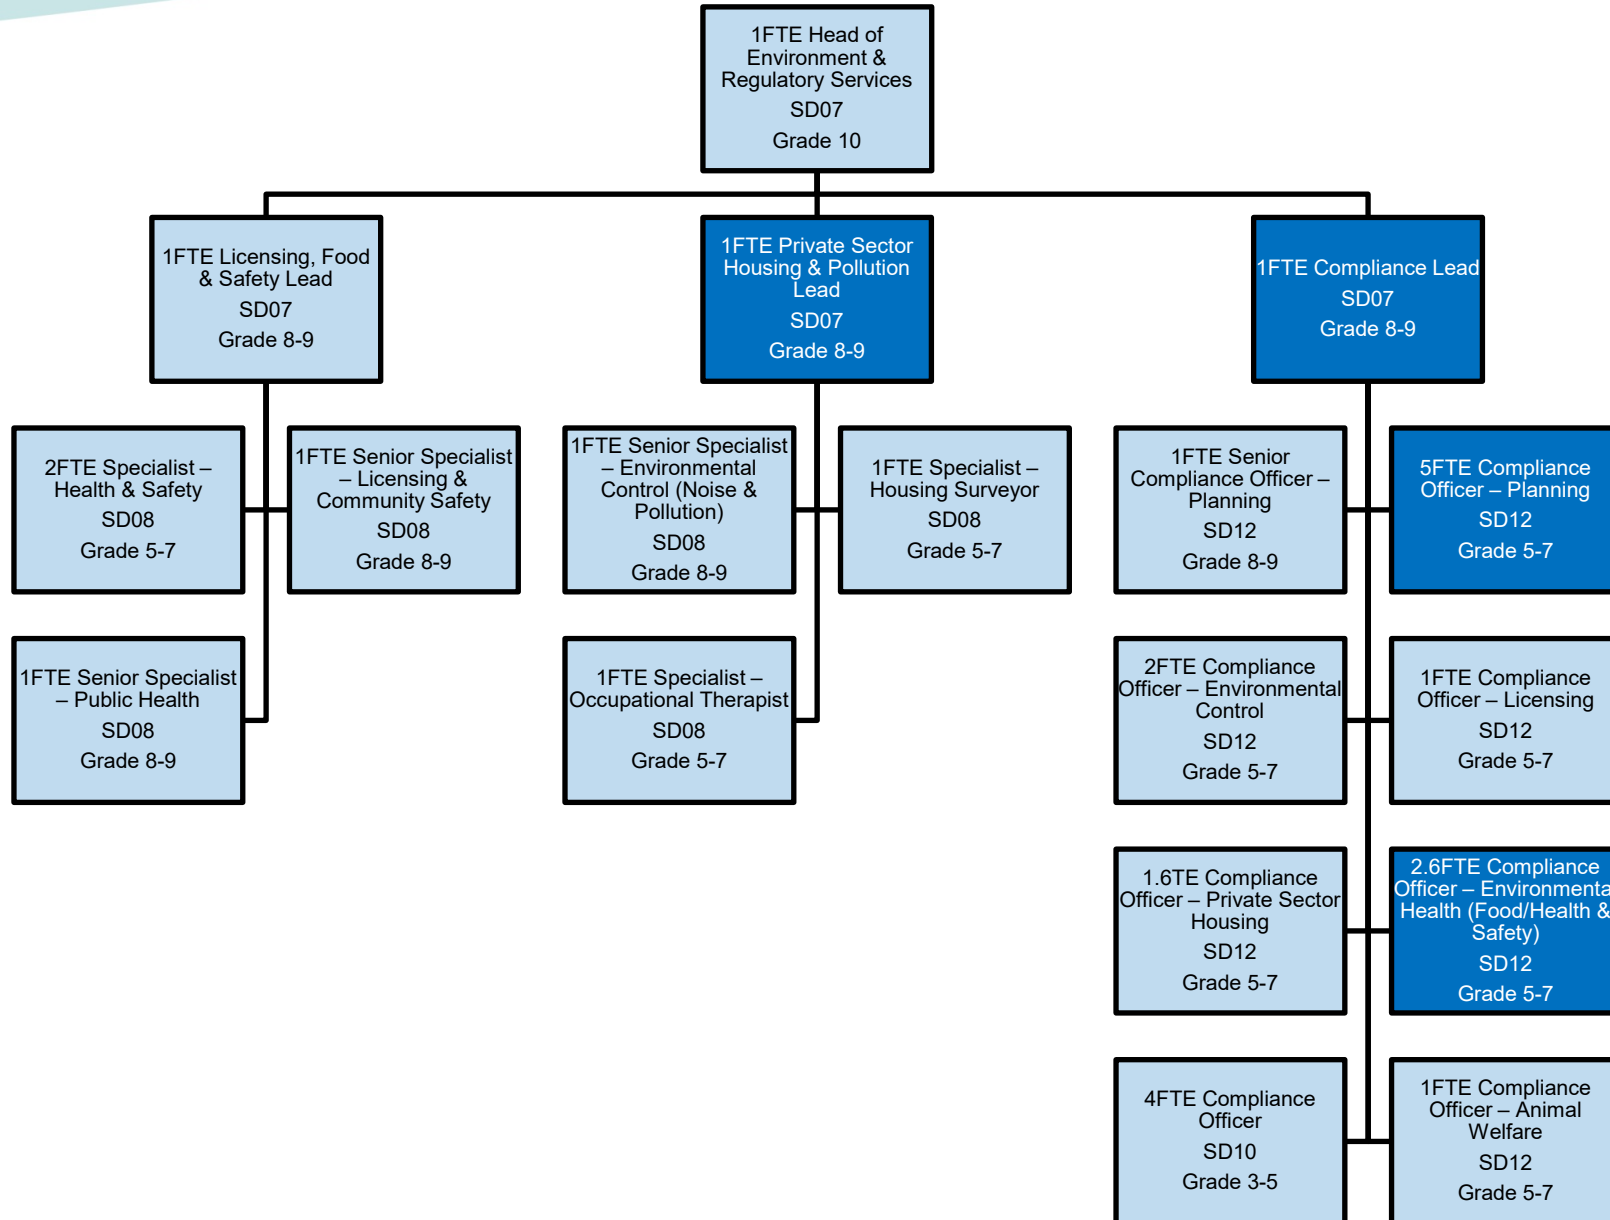 1FTE Head of
Environment &
Regulatory Services
SD07
Grade 10
1FTE Licensing, Food
& Safety Lead
SD07
Grade 8-9
1FTE Private Sector
Housing & Pollution
Lead
SD07
Grade 8-9
1FTE Compliance Lead
SD07
Grade 8-9
2FTE Specialist –
Health & Safety
SD08
Grade 5-7
1FTE Senior Specialist
– Licensing &
Community Safety
SD08
Grade 8-9
1FTE Senior Specialist
– Environmental
Control (Noise &
Pollution)
SD08
Grade 8-9
1FTE Specialist –
Housing Surveyor
SD08
Grade 5-7
1FTE Senior
Compliance Officer –
Planning
SD12
Grade 8-9
5FTE Compliance
Officer – Planning
SD12
Grade 5-7
1FTE Senior Specialist
– Public Health
SD08
Grade 8-9
1FTE Specialist –
Occupational Therapist
SD08
Grade 5-7
2FTE Compliance
Officer – Environmental
Control
SD12
Grade 5-7
1FTE Compliance
Officer – Licensing
SD12
Grade 5-7
1.6TE Compliance
Officer – Private Sector
Housing
SD12
Grade 5-7
2.6FTE Compliance
Officer – Environmenta
Health (Food/Health &
Safety)
SD12
Grade 5-7
4FTE Compliance
Officer
SD10
Grade 3-5
1FTE Compliance
Officer – Animal
Welfare
SD12
Grade 5-7